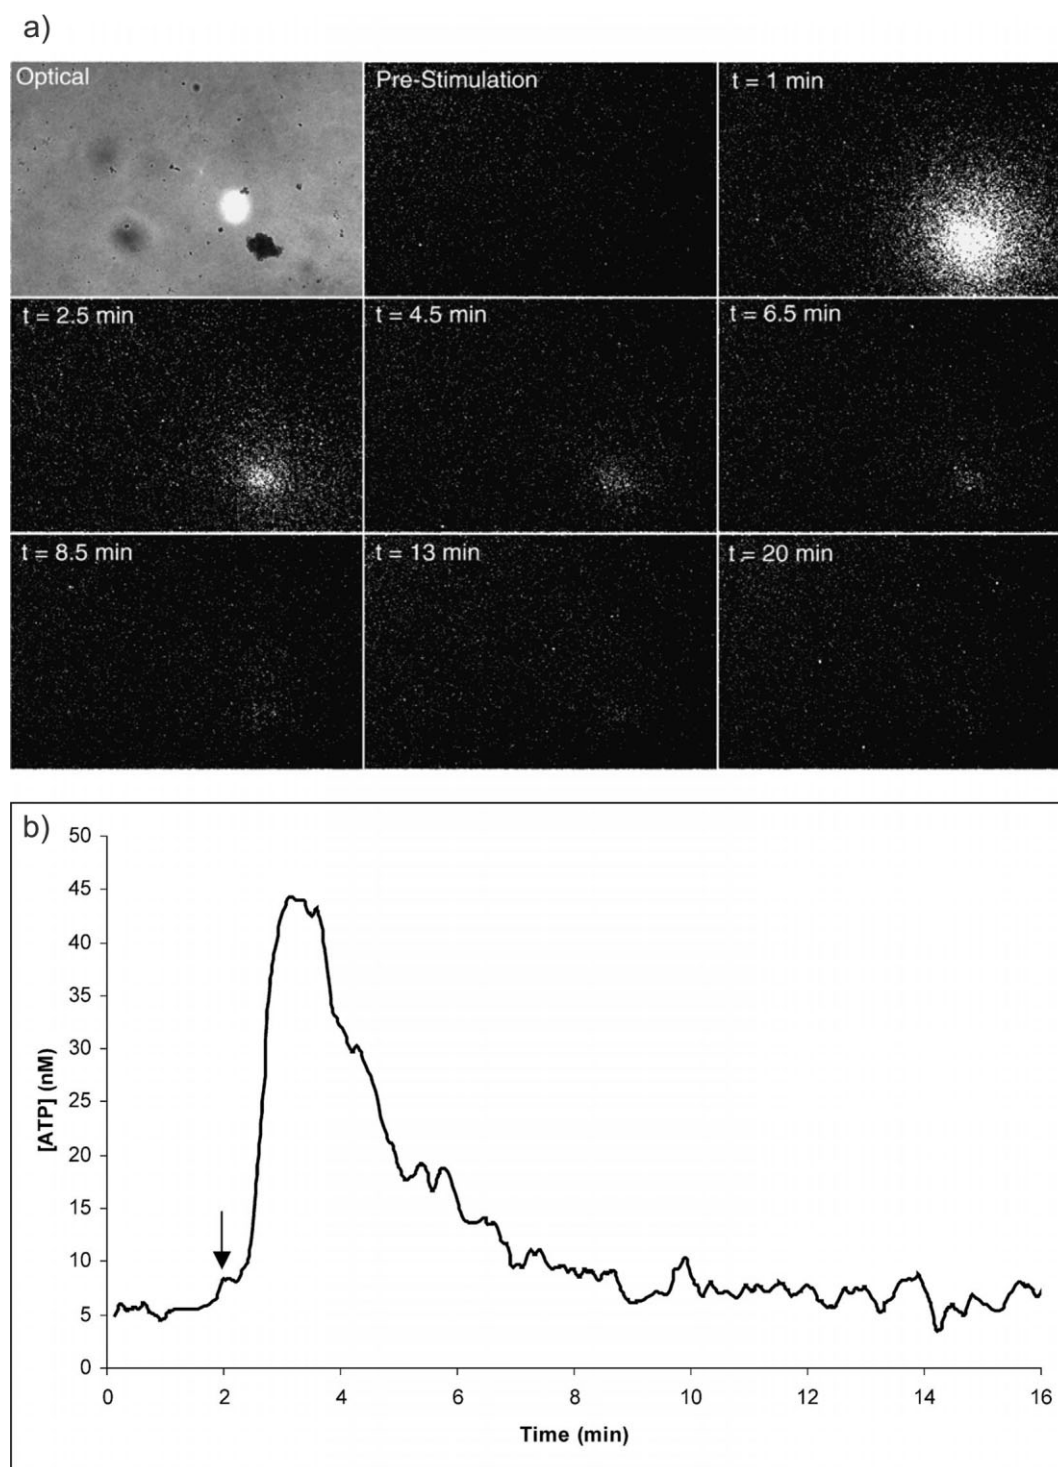 a)
Optical
Pre-Stimulation
t = 1 min
t = 2.5 min
t = 4.5 min
t = 6.5 min
t = 8.5 min
t = 13 min
t = 20 min
b)
50
45
40
35
30
25
20
15
10
5
0
[ATP] (nM)
0 2 4 6 8 10 12 14 16
Time (min)